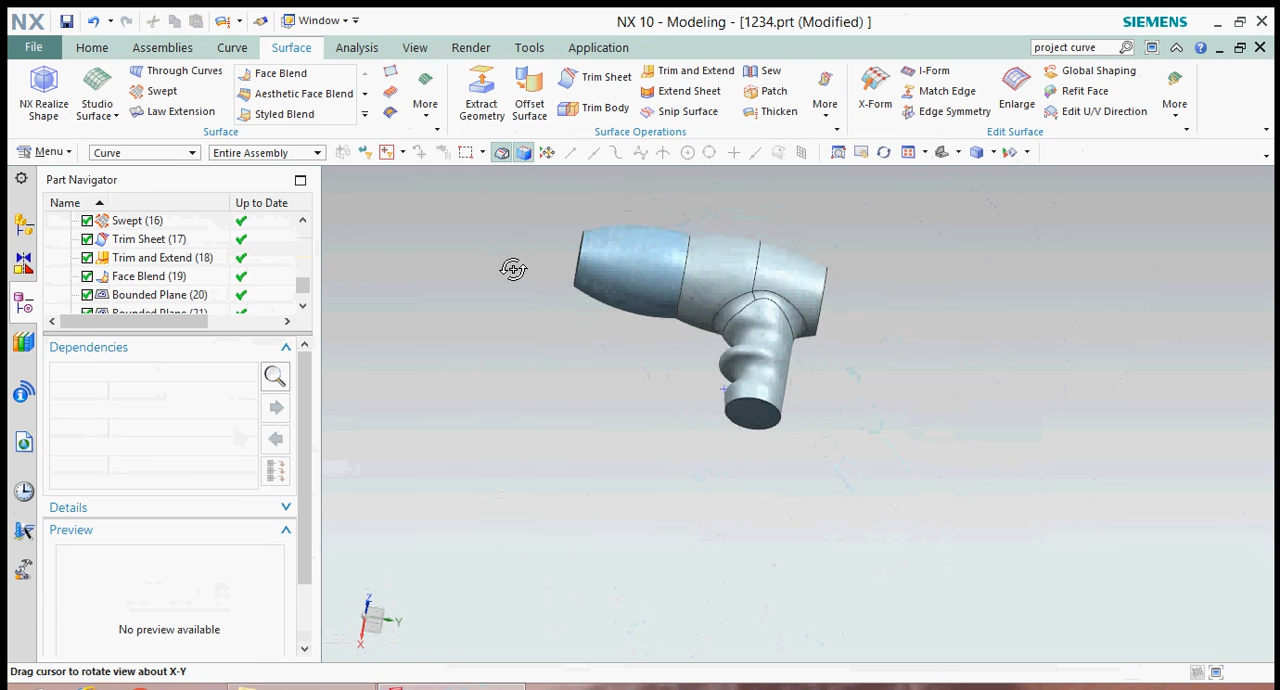 NX Window NX 10 - Modeling - [1234.prt (Modified) ] SIEMENS
File Home Assemblies Curve Surface Analysis View Render Tools Application project curve
NX Realize Shape
Studio Surface
Through Curves
Swept
Law Extension
Face Blend
Aesthetic Face Blend
Styled Blend
More
Surface
Extract Geometry
Offset Surface
Trim Sheet
Trim Body
Trim and Extend
Extend Sheet
Snip Surface
Sew
Patch
Thicken
More
Surface Operations
X-Form
I-Form
Match Edge
Edge Symmetry
Enlarge
Global Shaping
Refit Face
Edit U/V Direction
More
Edit Surface
Menu Curve Entire Assembly
Part Navigator
Name Up to Date
Swept (16)
Trim Sheet (17)
Trim and Extend (18)
Face Blend (19)
Bounded Plane (20)
Bounded Plane (21)
Dependencies
Details
Preview
No preview available
Z
Y
X
Drag cursor to rotate view about X-Y